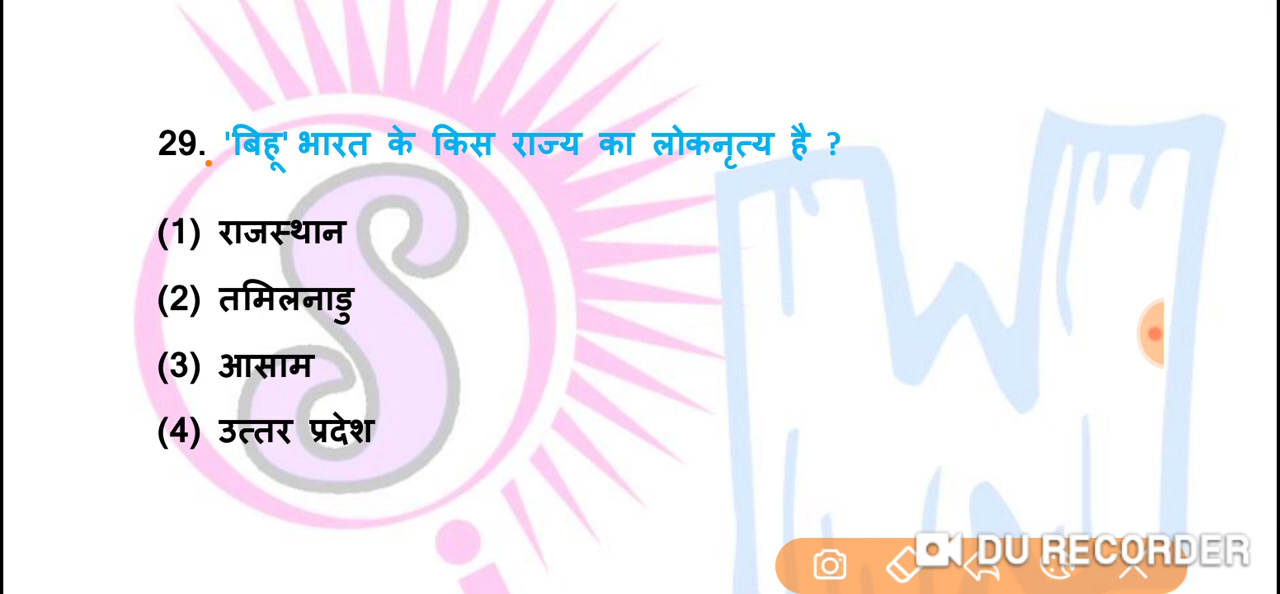 29. 'बिहू' भारत के किस राज्य का लोकनृत्य है ?
(1) राजस्थान
(2) तमिलनाडु
(3) आसाम
(4) उत्तर प्रदेश
DU RECORDER